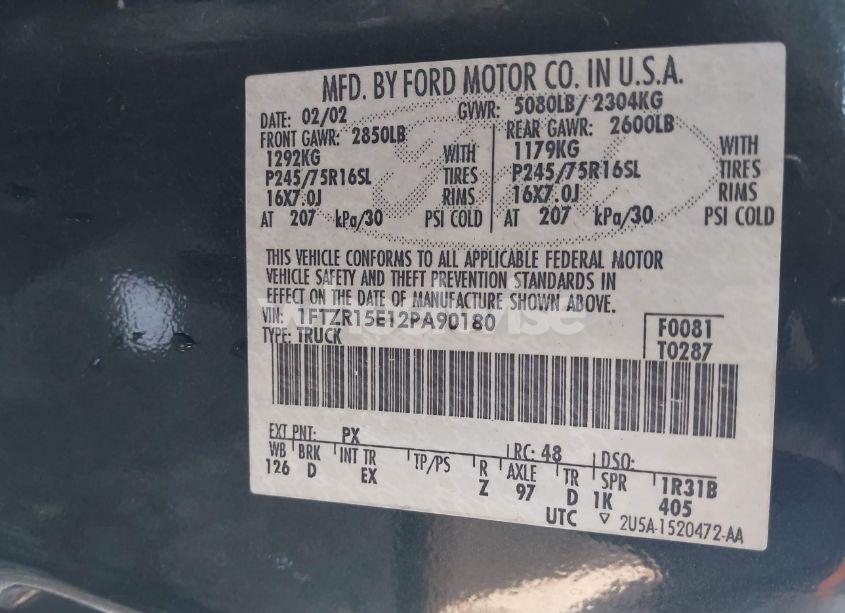 MFD. BY FORD MOTOR CO. IN U.S.A.
DATE: 02/02 GVWR: 5080LB/ 2304KG
FRONT GAWR: 2850LB REAR GAWR: 2600LB
1292KG WITH 1179KG WITH
P245/75R16SL TIRES P245/75R16SL TIRES
16X7.0J RIMS 16X7.0J RIMS
AT 207 kPa/30 PSI COLD AT 207 kPa/30 PSI COLD
THIS VEHICLE CONFORMS TO ALL APPLICABLE FEDERAL MOTOR
VEHICLE SAFETY AND THEFT PREVENTION STANDARDS IN
EFFECT ON THE DATE OF MANUFACTURE SHOWN ABOVE.
VIN: 1FTZR15E12PA90180 F0081
TYPE: TRUCK T0287
EXT PNT: PX RC: 48 DSO:
WB BRK INT TR TP/PS R AXLE TR SPR 1R31B
126 D EX Z 97 D 1K 405
UTC ▽ 2U5A-1520472-AA